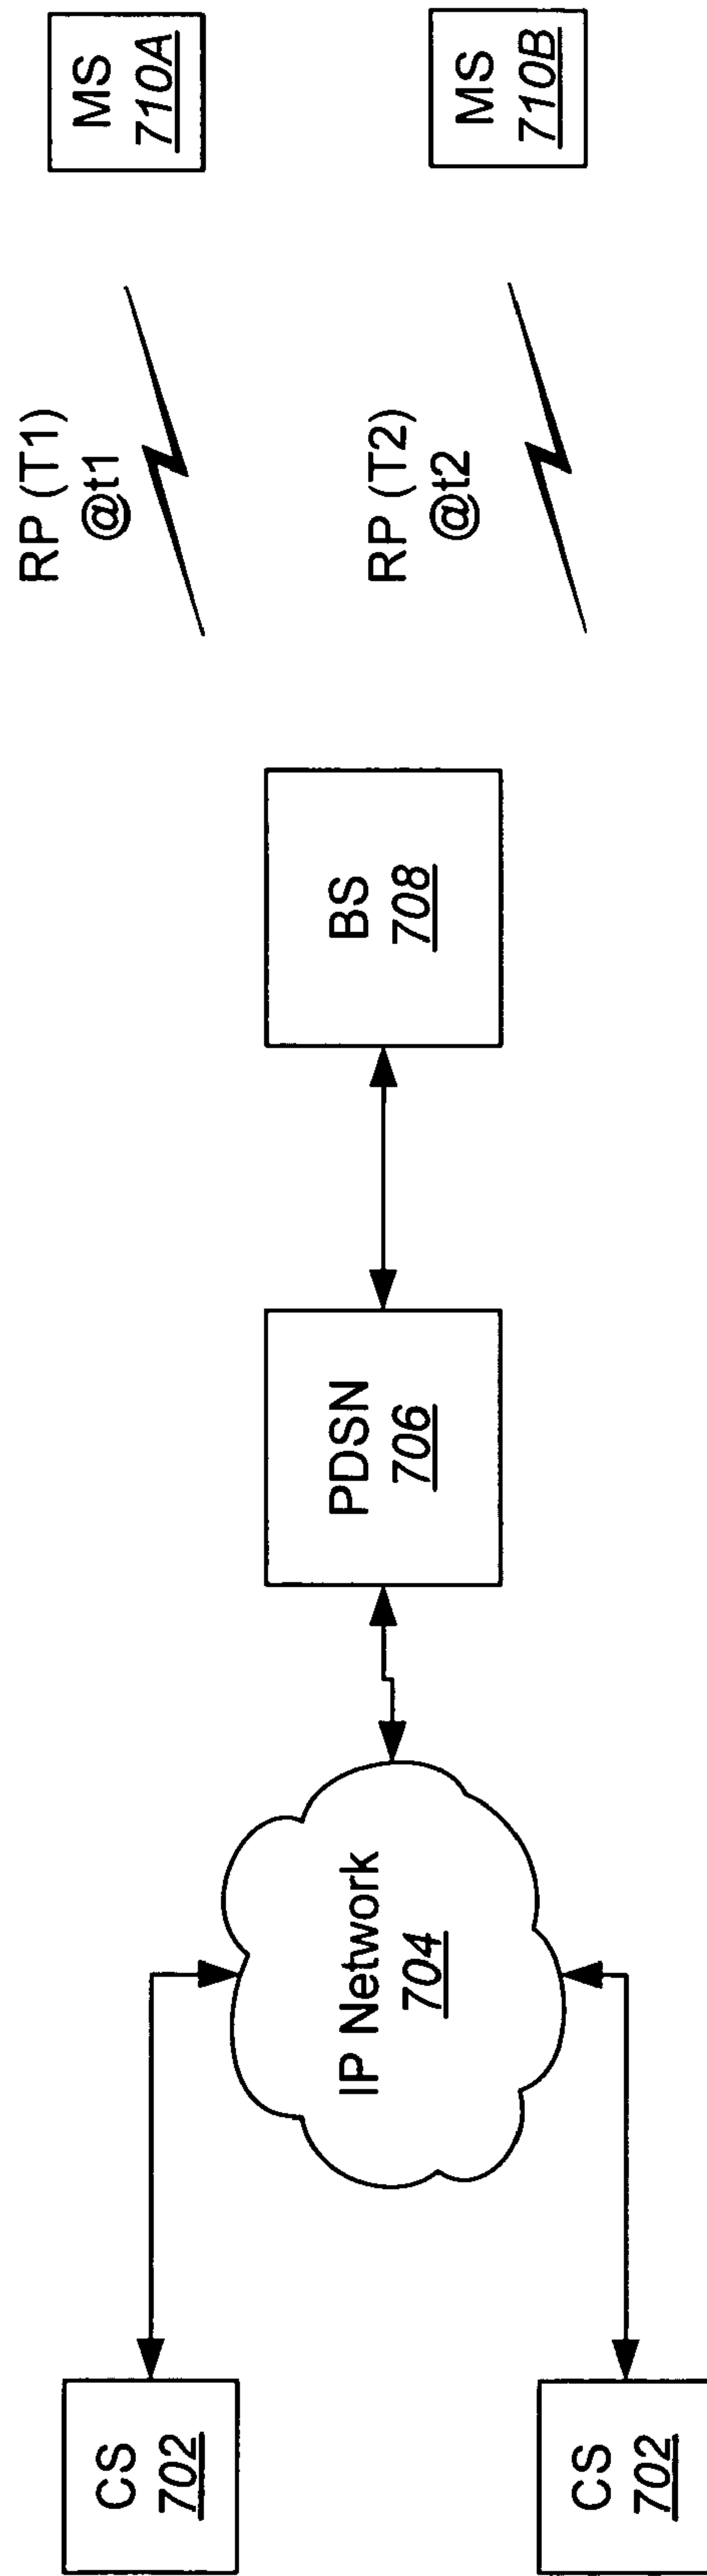 CS
702
CS
702
IP Network
704
PDSN
706
BS
708
RP (T1)
@t1
RP (T2)
@t2
MS
710A
MS
710B